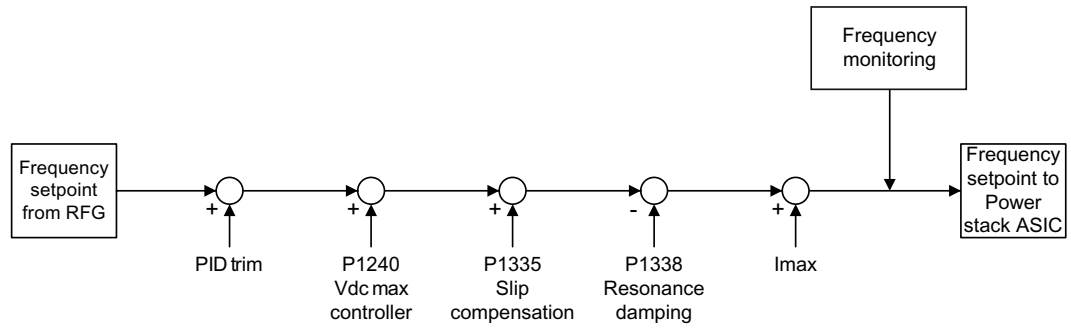 Frequency
monitoring
Frequency
setpoint
from RFG
Frequency
setpoint to
Power
stack ASIC
+
+
+
-
+
PID trim
P1240
Vdc max
controller
P1335
Slip
compensation
P1338
Resonance
damping
Imax